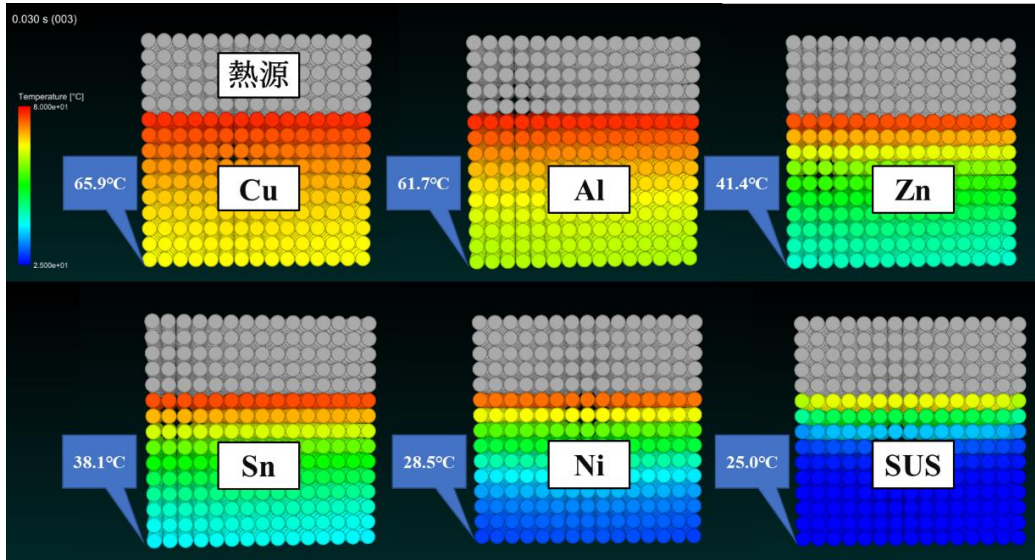 0.030 s (003)
Temperature [°C]
8.000e+01
2.500e+01
熱源
65.9℃
Cu
61.7℃
Al
41.4℃
Zn
38.1℃
Sn
28.5℃
Ni
25.0℃
SUS